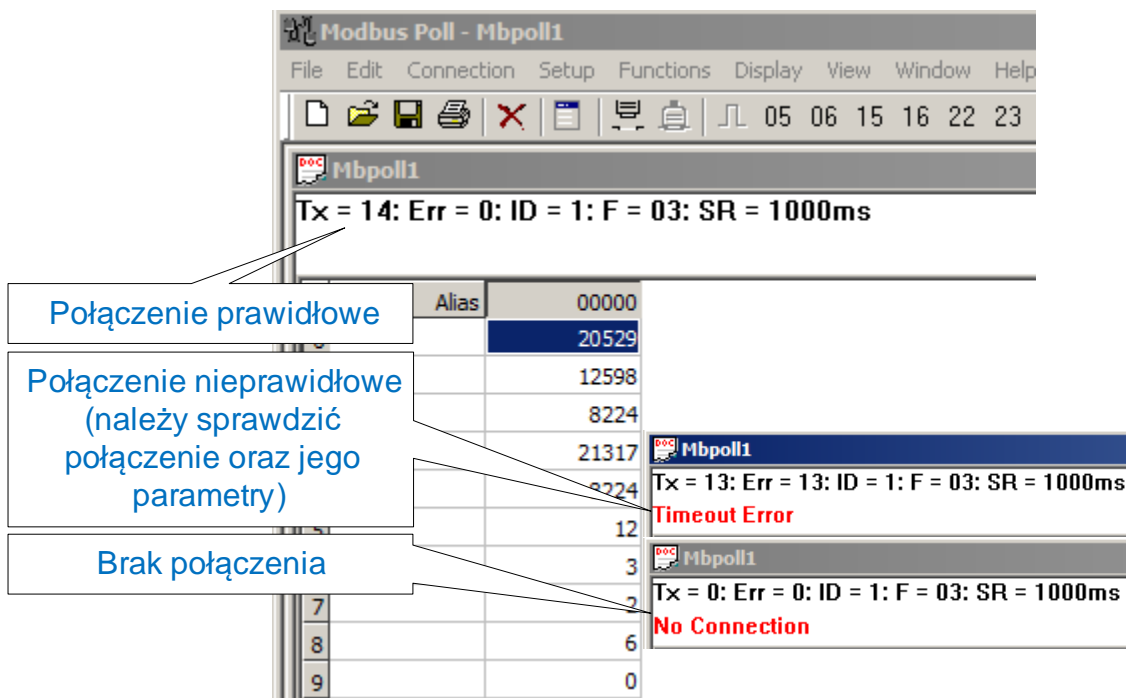 Modbus Poll - Mbpoll1
File Edit Connection Setup Functions Display View Window Help
05 06 15 16 22 23
Mbpoll1
Tx = 14: Err = 0: ID = 1: F = 03: SR = 1000ms
Połączenie prawidłowe
Alias 00000
20529
Połączenie nieprawidłowe
(należy sprawdzić
połączenie oraz jego
parametry)
12598
8224
21317
8224
12
Mbpoll1
Tx = 13: Err = 13: ID = 1: F = 03: SR = 1000ms
Timeout Error
Brak połączenia
3
7 2
8 6
9 0
Mbpoll1
Tx = 0: Err = 0: ID = 1: F = 03: SR = 1000ms
No Connection